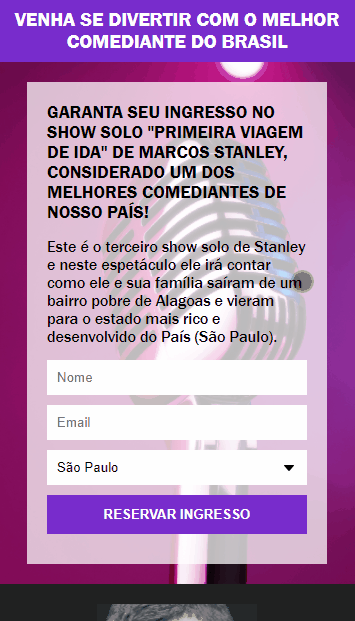 VENHA SE DIVERTIR COM O MELHOR
COMEDIANTE DO BRASIL
GARANTA SEU INGRESSO NO
SHOW SOLO "PRIMEIRA VIAGEM
DE IDA" DE MARCOS STANLEY,
CONSIDERADO UM DOS
MELHORES COMEDIANTES DE
NOSSO PAÍS!
Este é o terceiro show solo de Stanley
e neste espetáculo ele irá contar
como ele e sua família saíram de um
bairro pobre de Alagoas e vieram
para o estado mais rico e
desenvolvido do País (São Paulo).
Nome
Email
São Paulo
RESERVAR INGRESSO